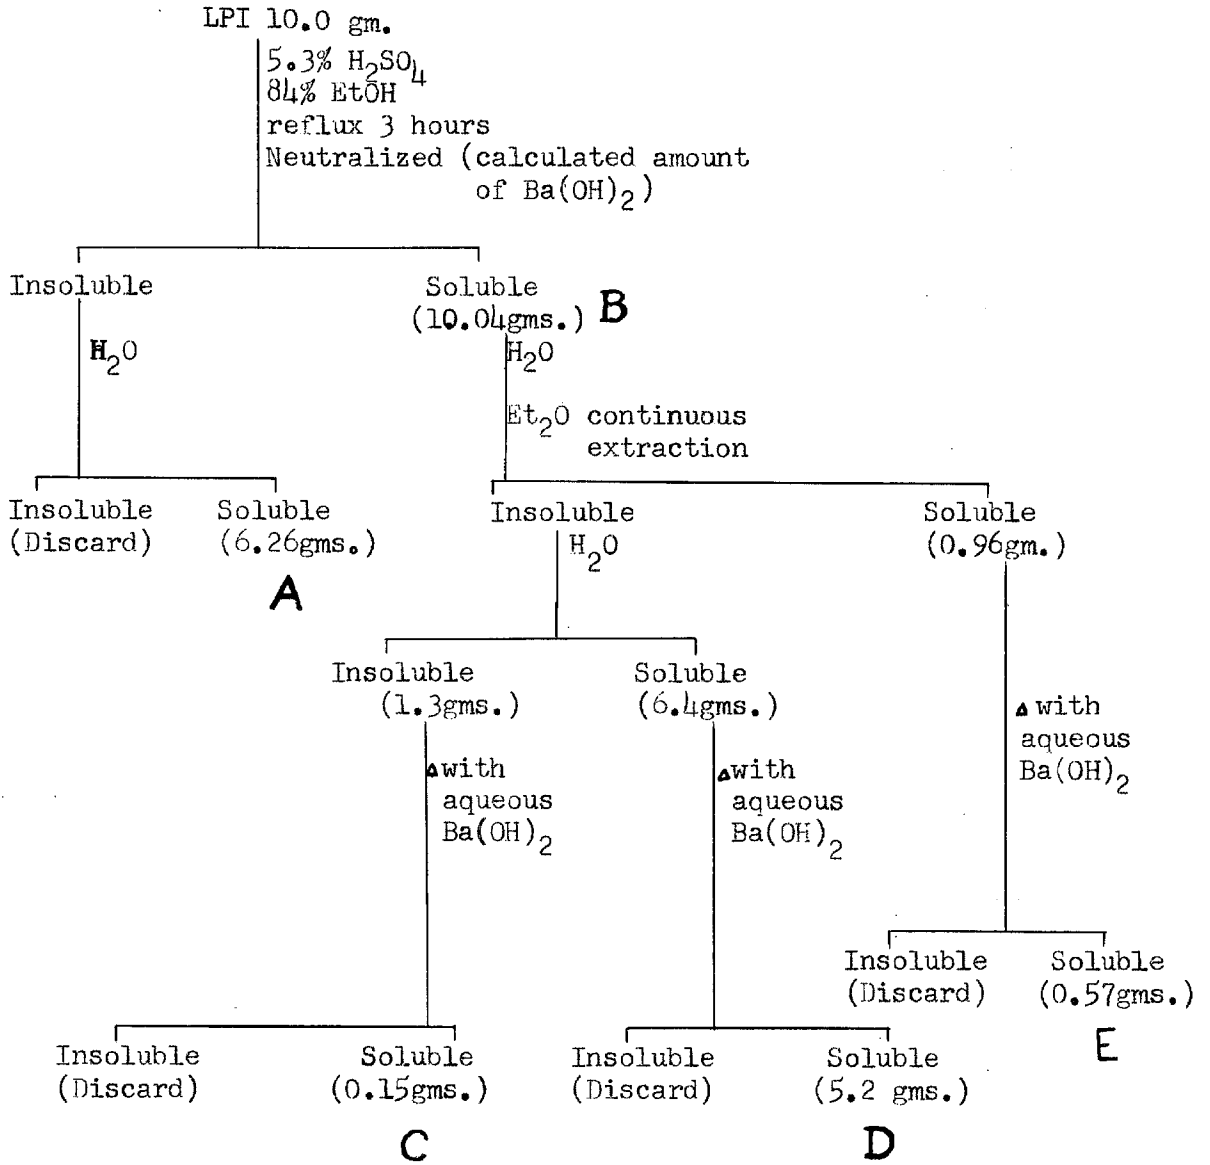 LPI 10.0 gm.
5.3% H2SO4
84% EtOH
reflux 3 hours
Neutralized (calculated amount
of Ba(OH)2)
Insoluble
Soluble
(10.04gms.) B
H2O
H2O
Et2O continuous
extraction
Insoluble
(Discard)
Soluble
(6.26gms.)
A
Insoluble
H2O
Soluble
(0.96gm.)
Insoluble
(1.3gms.)
Soluble
(6.4gms.)
Δ with
aqueous
Ba(OH)2
Δwith
aqueous
Ba(OH)2
Δwith
aqueous
Ba(OH)2
Insoluble
(Discard)
Soluble
(0.57gms.)
E
Insoluble
(Discard)
Soluble
(0.15gms.)
C
Insoluble
(Discard)
Soluble
(5.2 gms.)
D